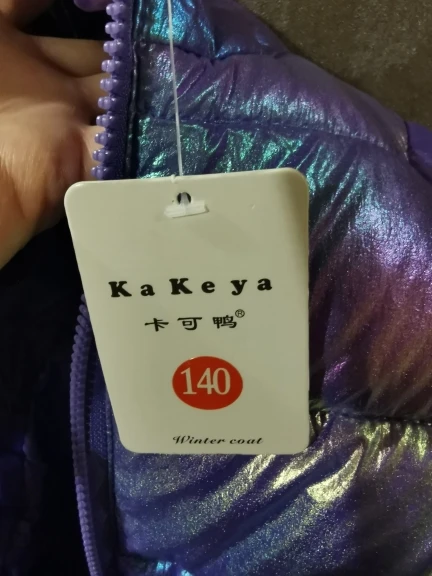 KaKeya
卡可鸭®
140
Winter coat